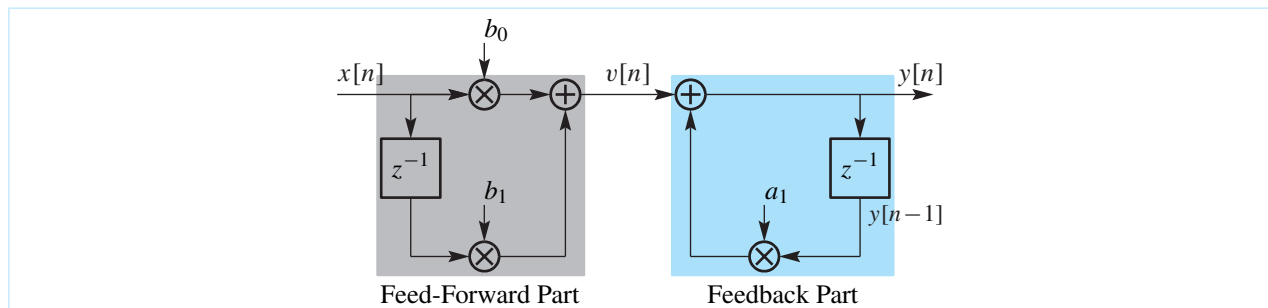 b₀
x[n]
v[n]
y[n]
z⁻¹
b₁
a₁
z⁻¹
y[n−1]
Feed-Forward Part
Feedback Part